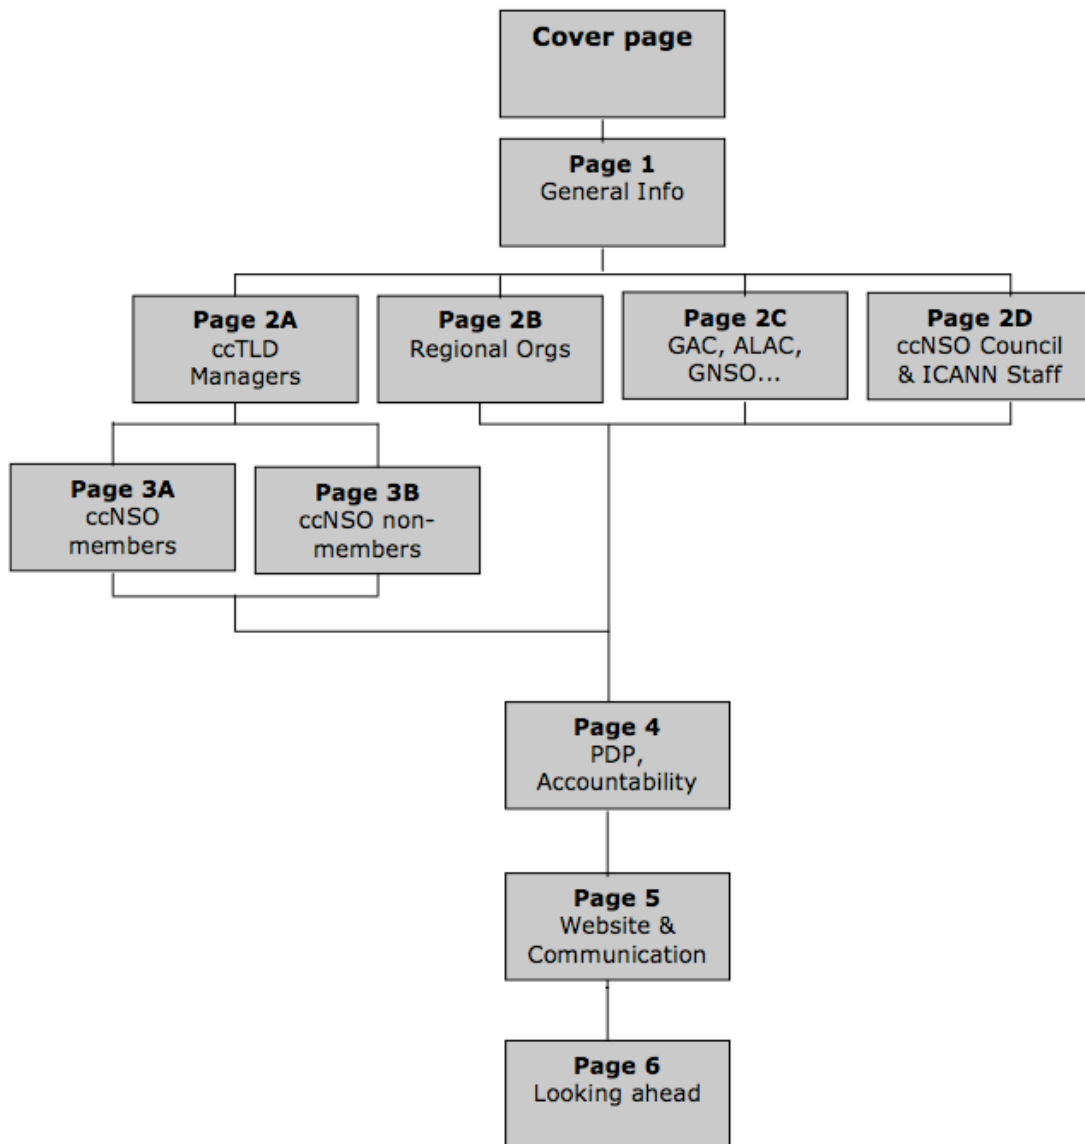 Cover page
Page 1
General Info
Page 2A
ccTLD
Managers
Page 2B
Regional Orgs
Page 2C
GAC, ALAC,
GNSO...
Page 2D
ccNSO Council
& ICANN Staff
Page 3A
ccNSO
members
Page 3B
ccNSO non-
members
Page 4
PDP,
Accountability
Page 5
Website &
Communication
Page 6
Looking ahead